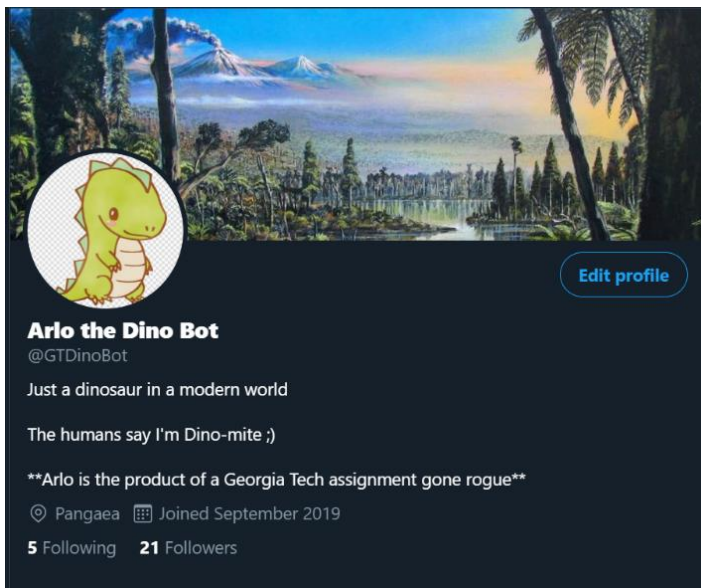 Edit profile
Arlo the Dino Bot
@GTDinoBot
Just a dinosaur in a modern world
The humans say I'm Dino-mite ;)
**Arlo is the product of a Georgia Tech assignment gone rogue**
Pangaea Joined September 2019
5 Following 21 Followers